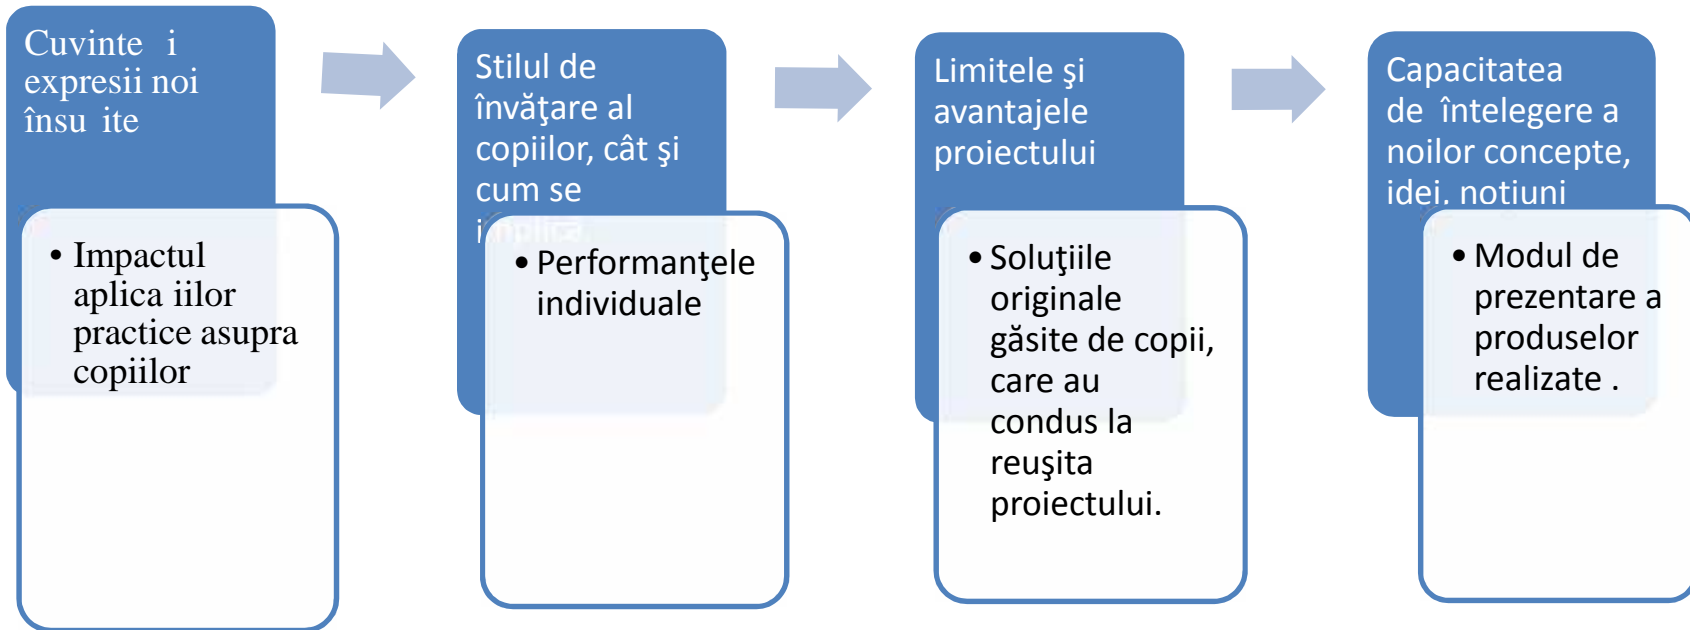 Cuvinte i
expresii noi
însu ite
• Impactul
aplica iilor
practice asupra
copiilor
Stilul de
învăţare al
copiilor, cât şi
cum se
implică.
• Performanţele
individuale
Limitele şi
avantajele
proiectului
• Soluţiile
originale
găsite de copii,
care au
condus la
reuşita
proiectului.
Capacitatea
de întelegere a
noilor concepte,
idei, notiuni
• Modul de
prezentare a
produselor
realizate .